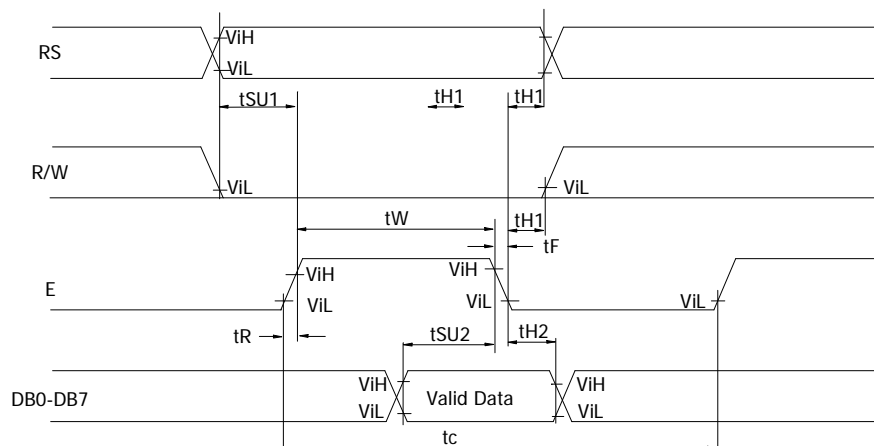 RS
ViH
ViL
tSU1
tH1
tH1
R/W
ViL
ViL
tW
tH1
tF
E
ViH
ViL
ViH
ViL
ViL
tR
tSU2
tH2
DB0-DB7
ViH
ViL
Valid Data
ViH
ViL
tc